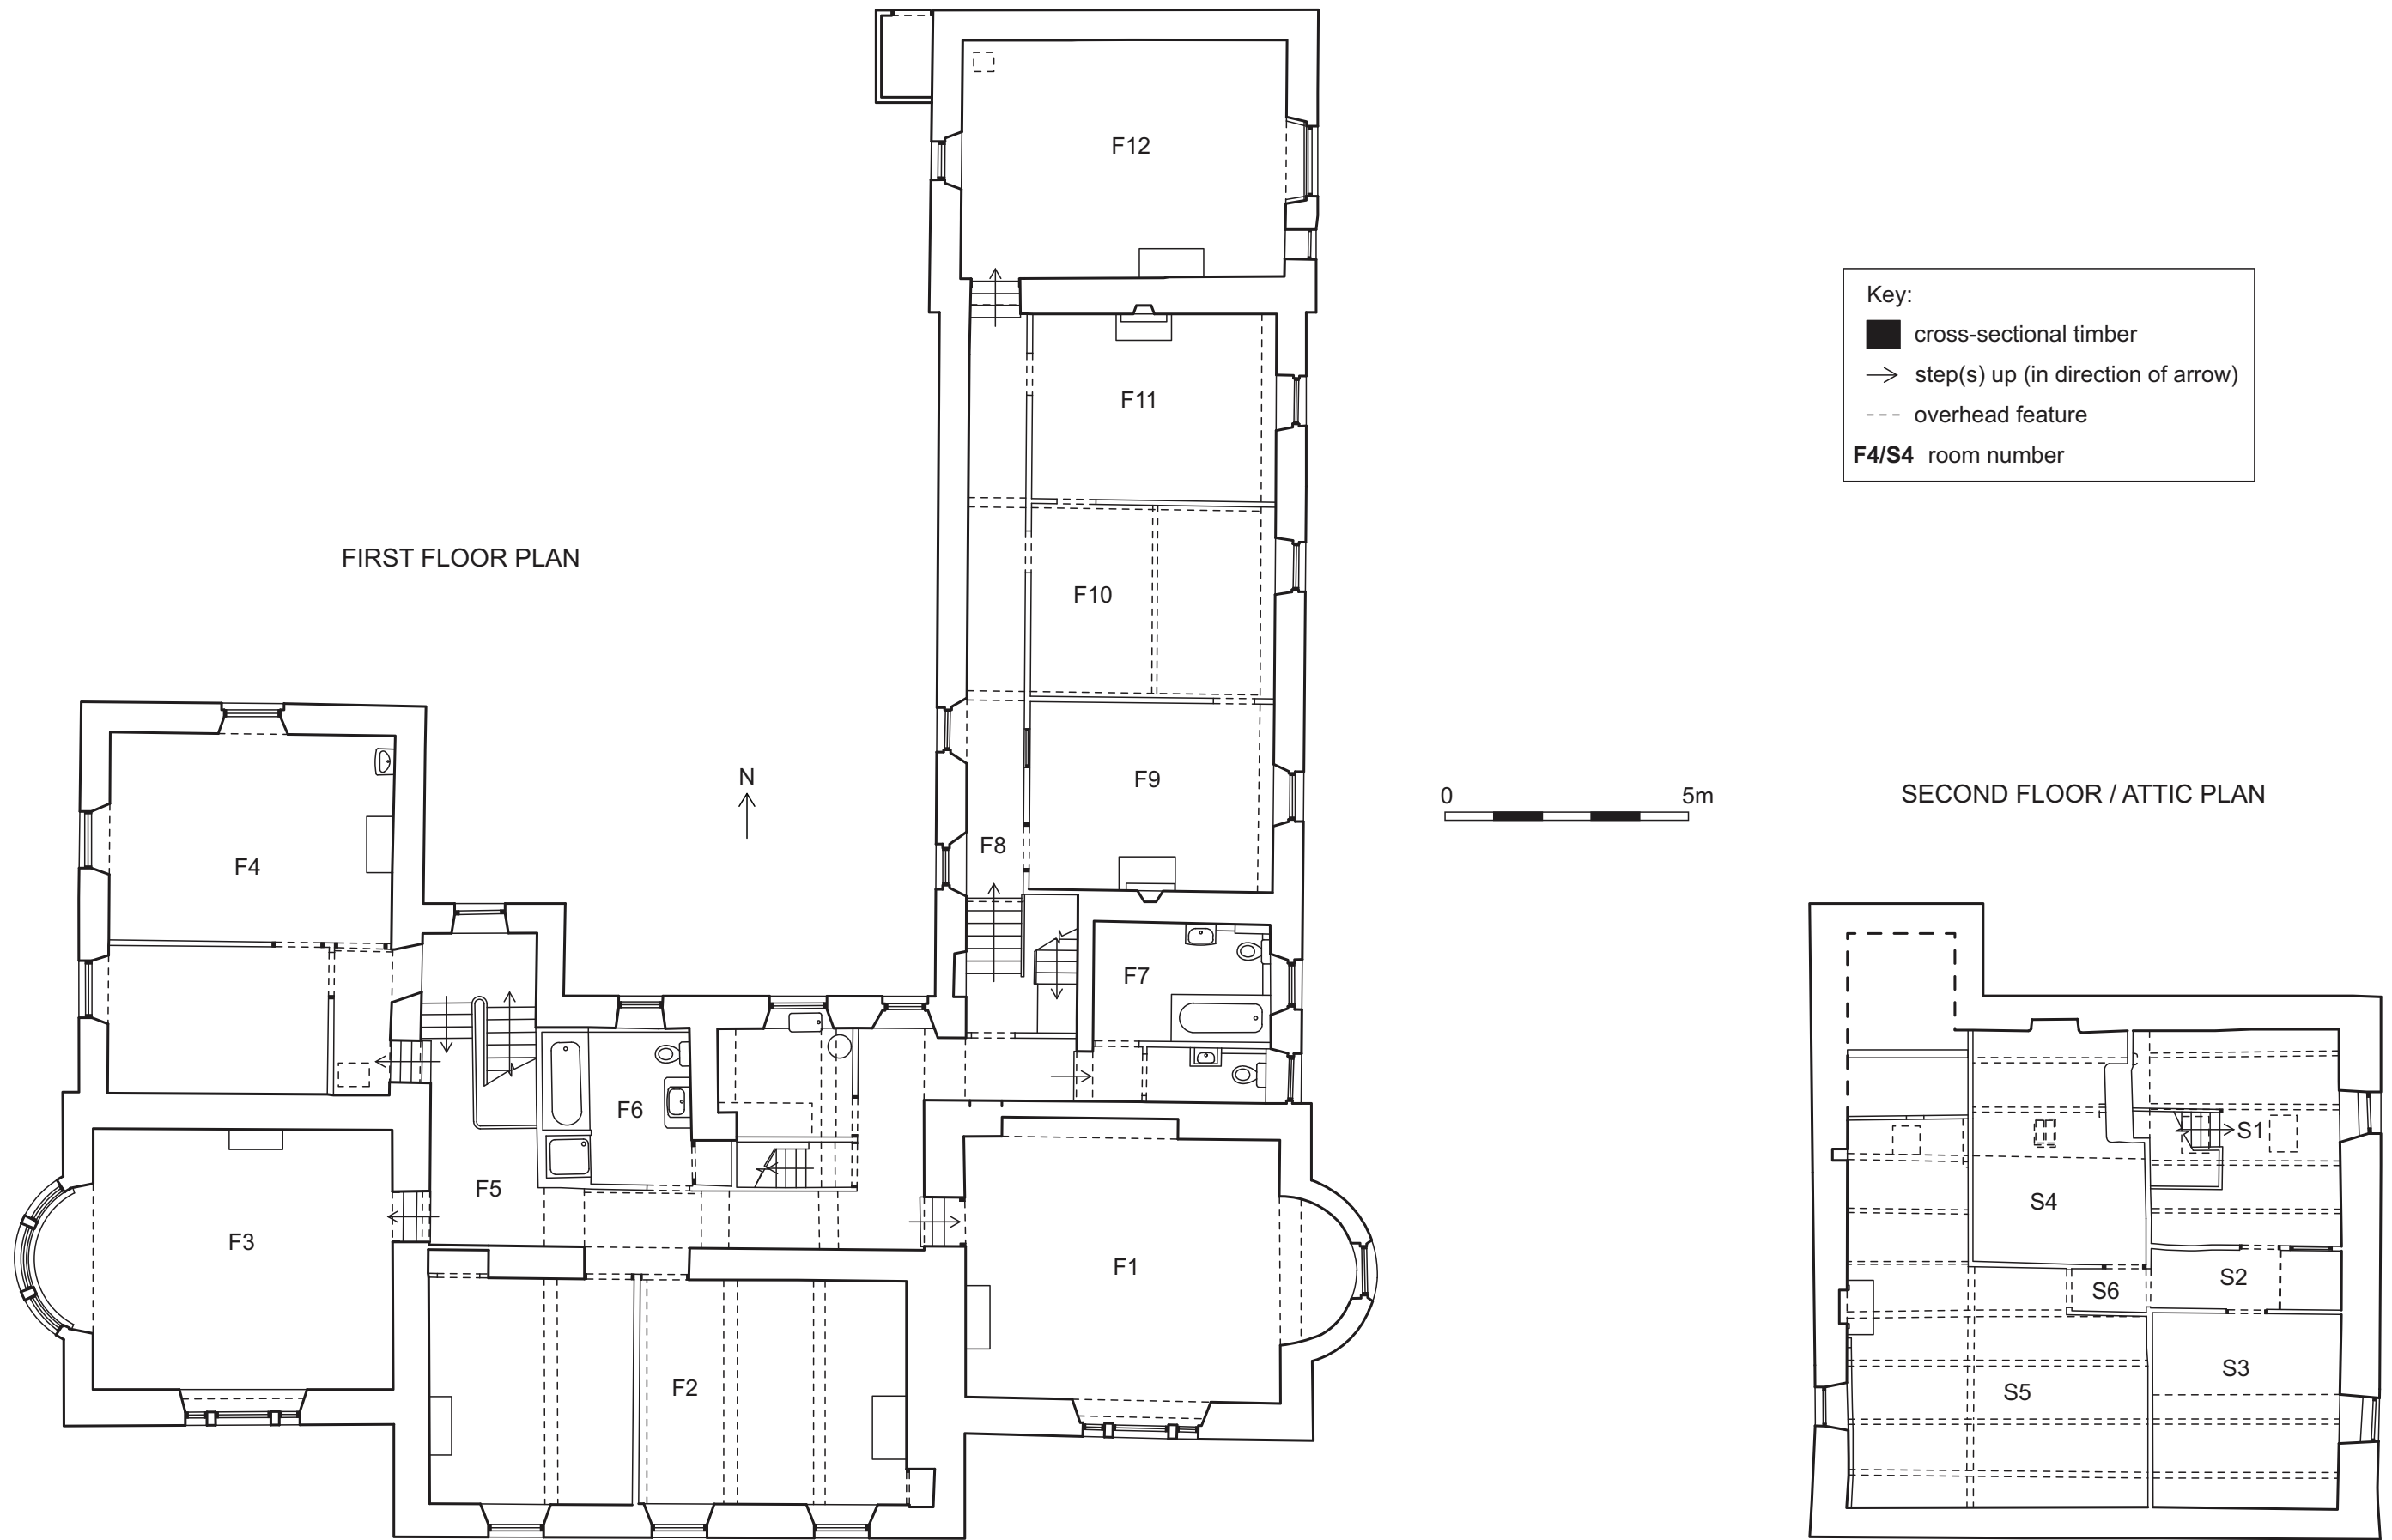 F12
Key:
cross-sectional timber
step(s) up (in direction of arrow)
overhead feature
F4/S4 room number
F11
FIRST FLOOR PLAN
F10
N
F9
0 5m
SECOND FLOOR / ATTIC PLAN
F8
F4
F7
F6
S1
F5
S4
F3
F1
S2
S6
F2
S3
S5